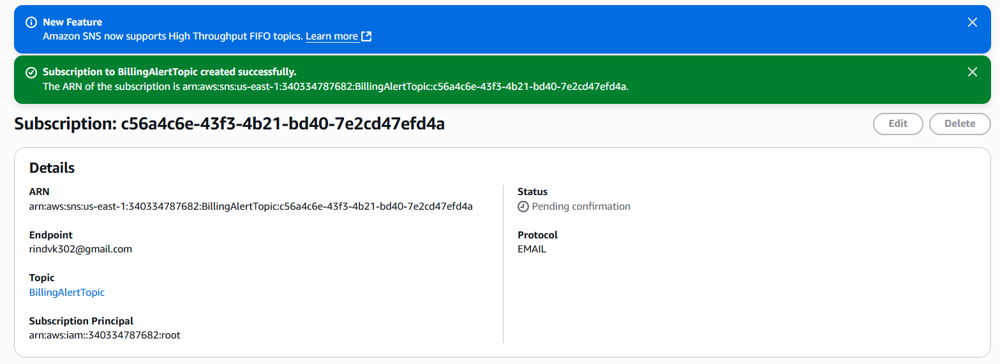 New Feature
Amazon SNS now supports High Throughput FIFO topics. Learn more
Subscription to BillingAlertTopic created successfully.
The ARN of the subscription is arn:aws:sns:us-east-1:340334787682:BillingAlertTopic:c56a4c6e-43f3-4b21-bd40-7e2cd47efd4a.
Subscription: c56a4c6e-43f3-4b21-bd40-7e2cd47efd4a
Edit
Delete
Details
ARN
arn:aws:sns:us-east-1:340334787682:BillingAlertTopic:c56a4c6e-43f3-4b21-bd40-7e2cd47efd4a
Endpoint
rindvk302@gmail.com
Topic
BillingAlertTopic
Subscription Principal
arn:aws:iam::340334787682:root
Status
Pending confirmation
Protocol
EMAIL